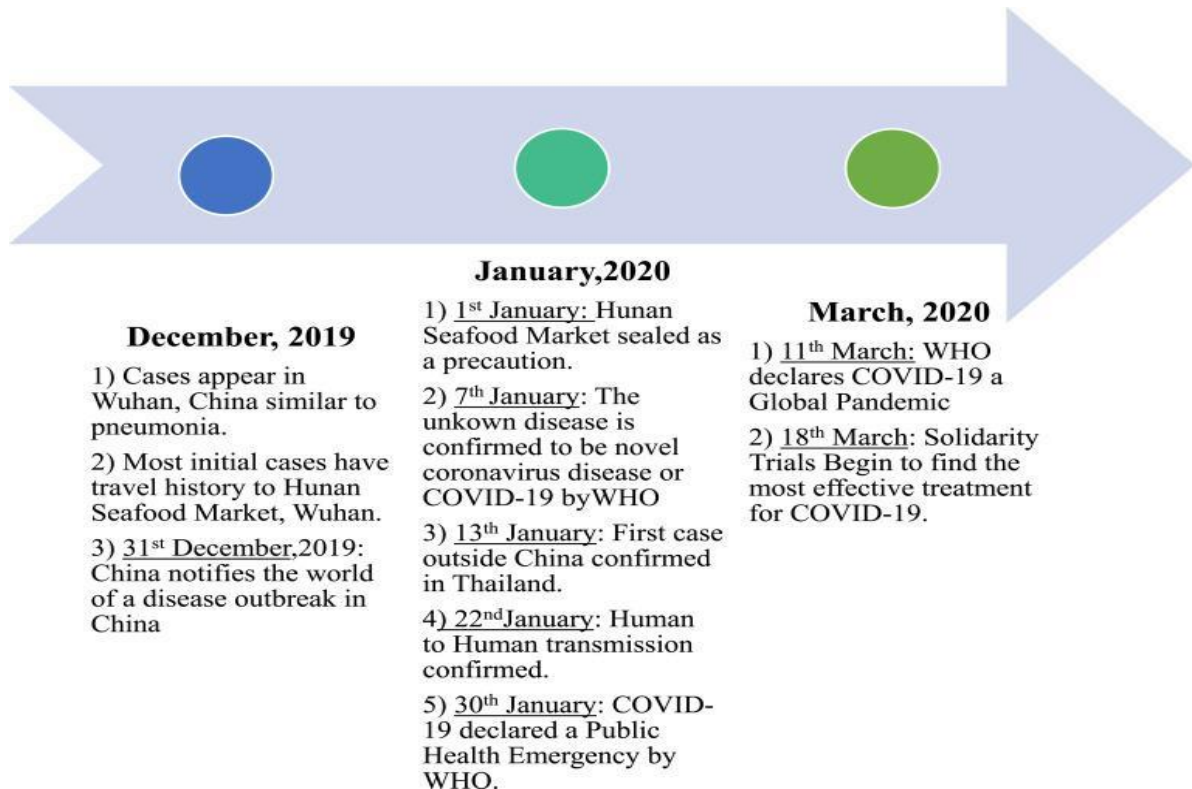 December, 2019
1) Cases appear in
Wuhan, China similar to
pneumonia.
2) Most initial cases have
travel history to Hunan
Seafood Market, Wuhan.
3) 31st December,2019:
China notifies the world
of a disease outbreak in
China
January,2020
1) 1st January: Hunan
Seafood Market sealed as
a precaution.
2) 7th January: The
unkown disease is
confirmed to be novel
coronavirus disease or
COVID-19 byWHO
3) 13th January: First case
outside China confirmed
in Thailand.
4) 22ndJanuary: Human
to Human transmission
confirmed.
5) 30th January: COVID-
19 declared a Public
Health Emergency by
WHO.
March, 2020
1) 11th March: WHO
declares COVID-19 a
Global Pandemic
2) 18th March: Solidarity
Trials Begin to find the
most effective treatment
for COVID-19.